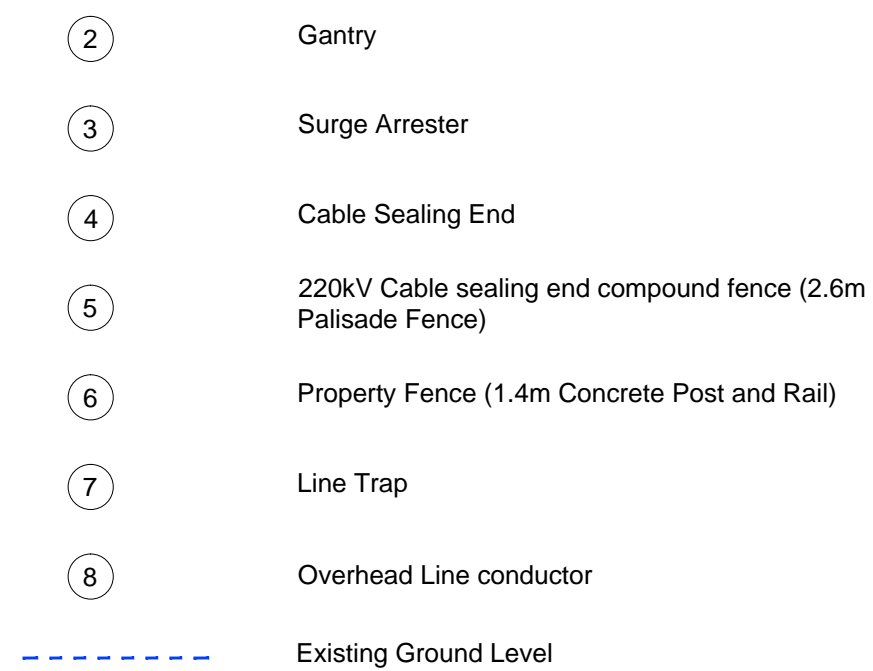 2 Gantry
3 Surge Arrester
4 Cable Sealing End
5 220kV Cable sealing end compound fence (2.6m
Palisade Fence)
6 Property Fence (1.4m Concrete Post and Rail)
7 Line Trap
8 Overhead Line conductor
Existing Ground Level